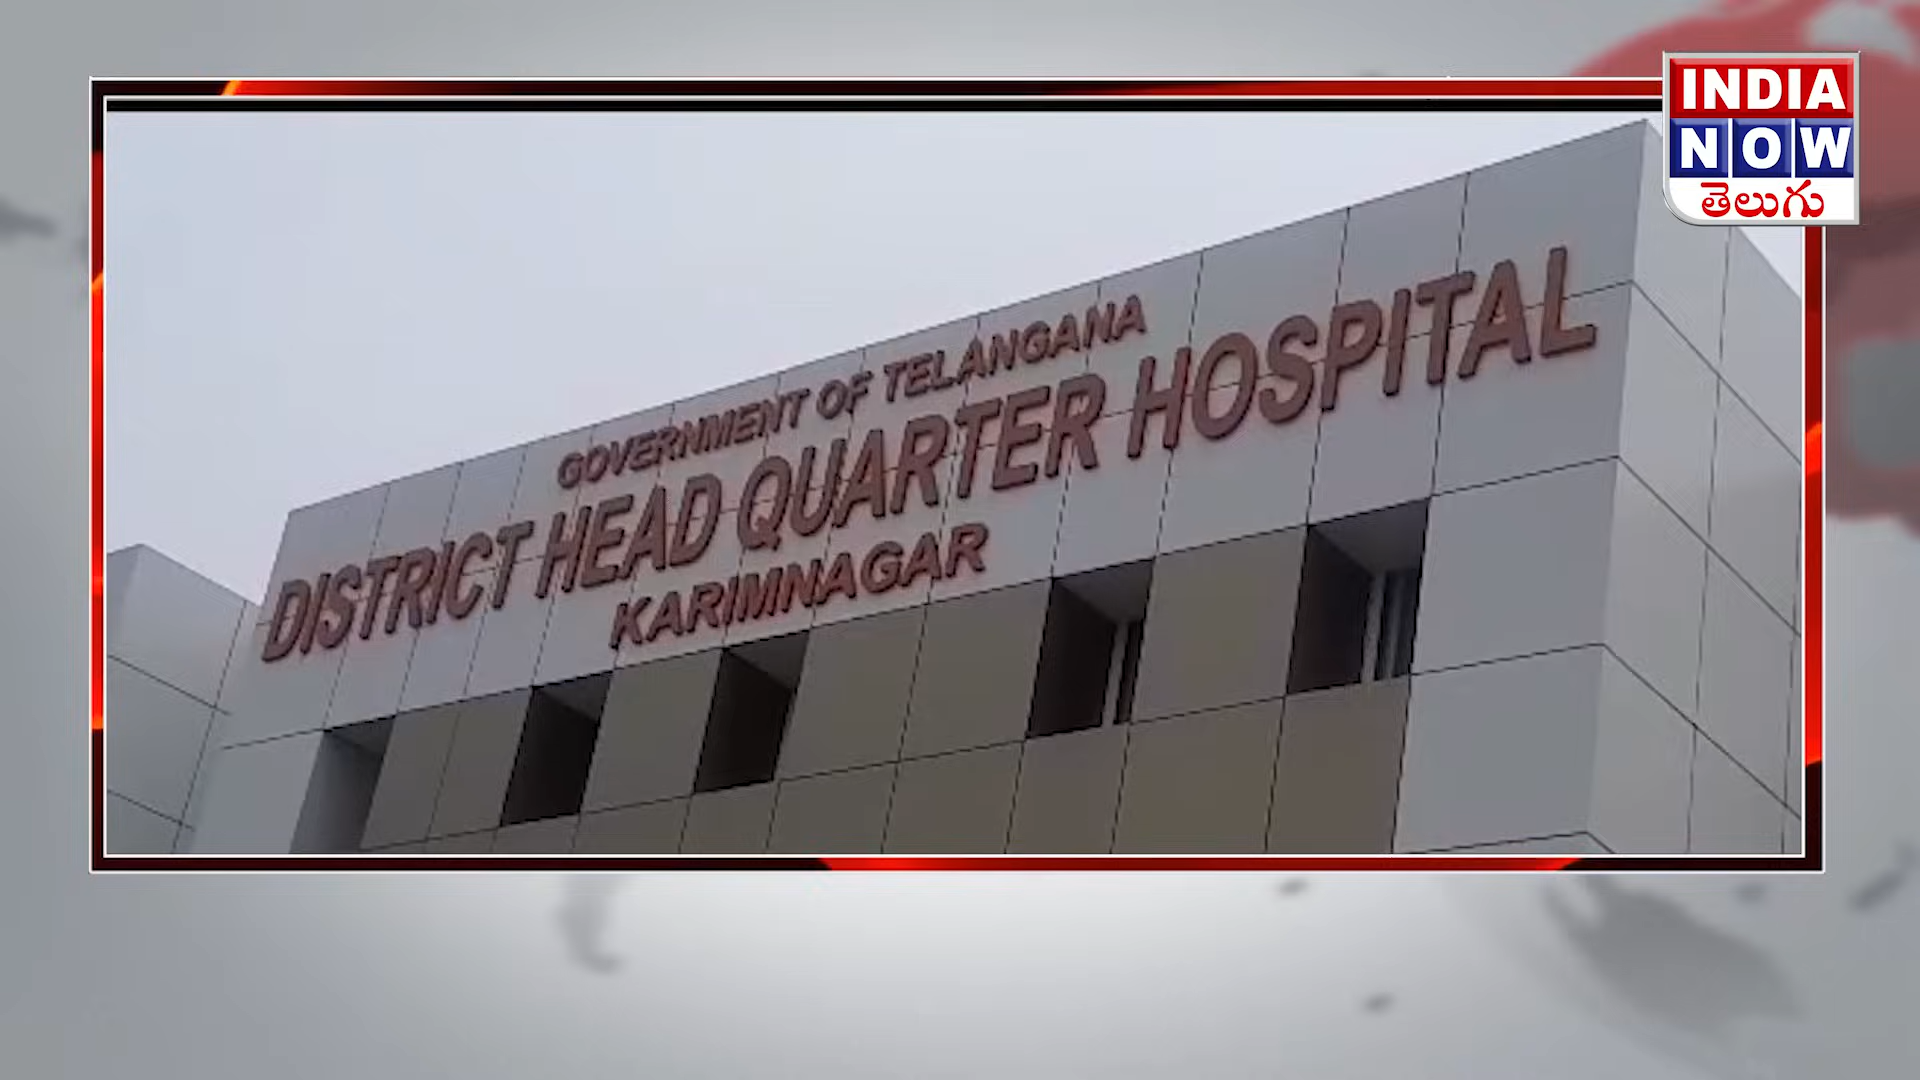 INDIA
NOW
తెలుగు
GOVERNMENT OF TELANGANA
DISTRICT HEAD QUARTER HOSPITAL
KARIMNAGAR